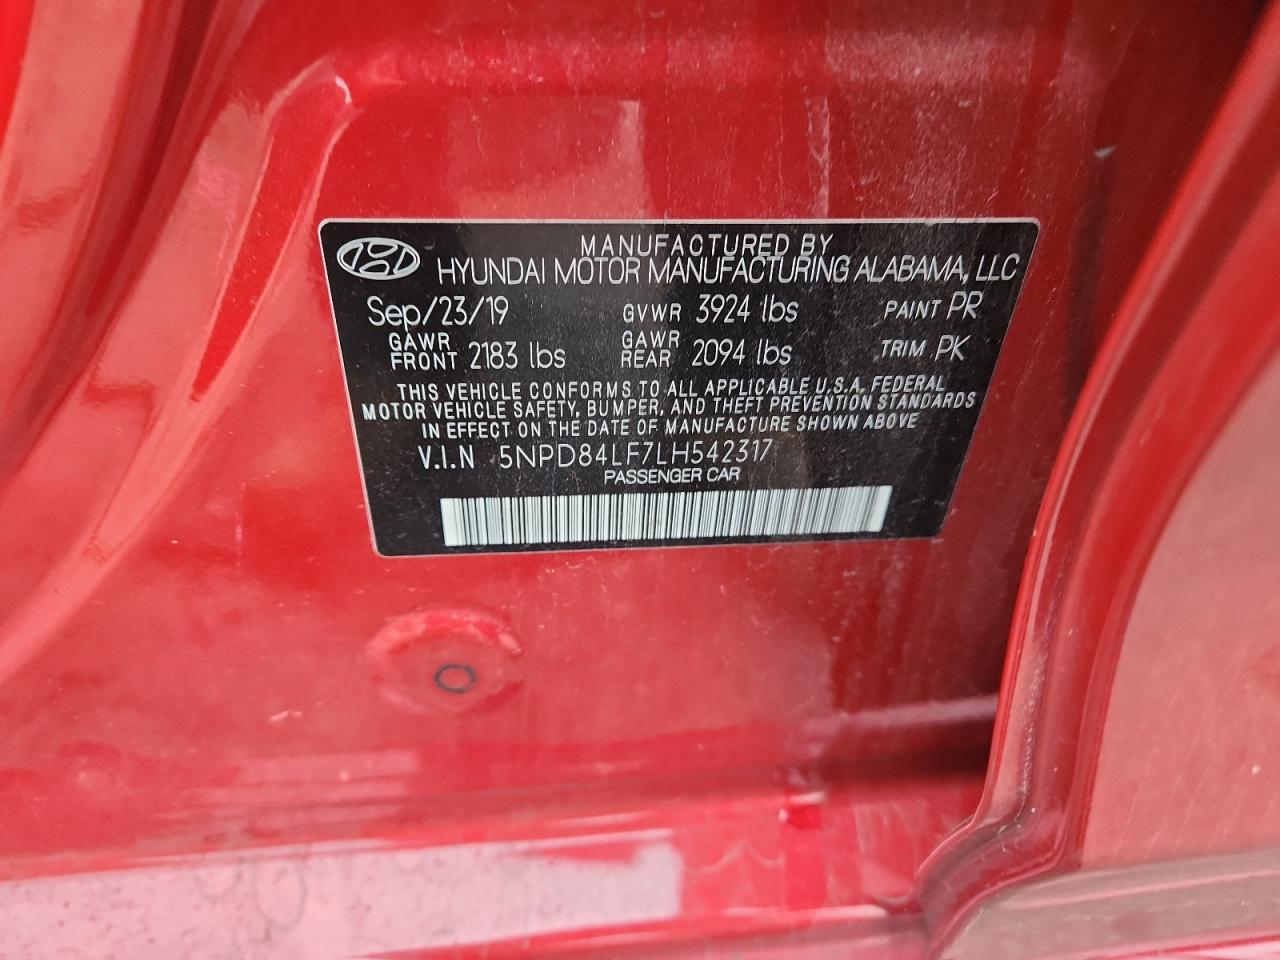 MANUFACTURED BY
HYUNDAI MOTOR MANUFACTURING ALABAMA, LLC
Sep/23/19 GVWR 3924 lbs PAINT PR
GAWR FRONT 2183 lbs GAWR REAR 2094 lbs TRIM PK
THIS VEHICLE CONFORMS TO ALL APPLICABLE U.S.A. FEDERAL
MOTOR VEHICLE SAFETY, BUMPER, AND THEFT PREVENTION STANDARDS
IN EFFECT ON THE DATE OF MANUFACTURE SHOWN ABOVE
V.I.N 5NPD84LF7LH542317
PASSENGER CAR